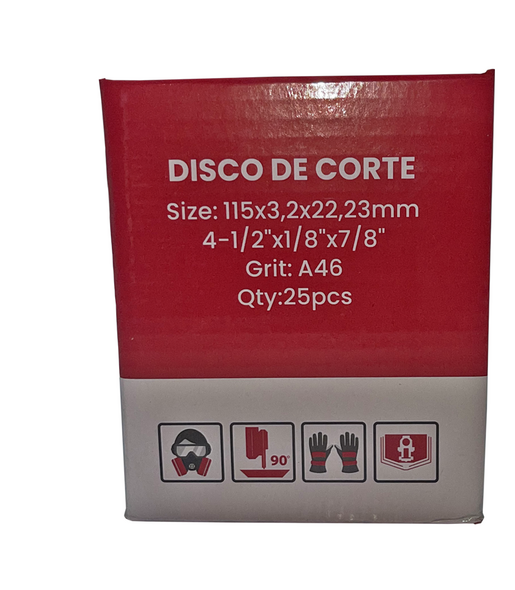 DISCO DE CORTE
Size: 115x3,2x22,23mm
4-1/2"x1/8"x7/8"
Grit: A46
Qty:25pcs
90°